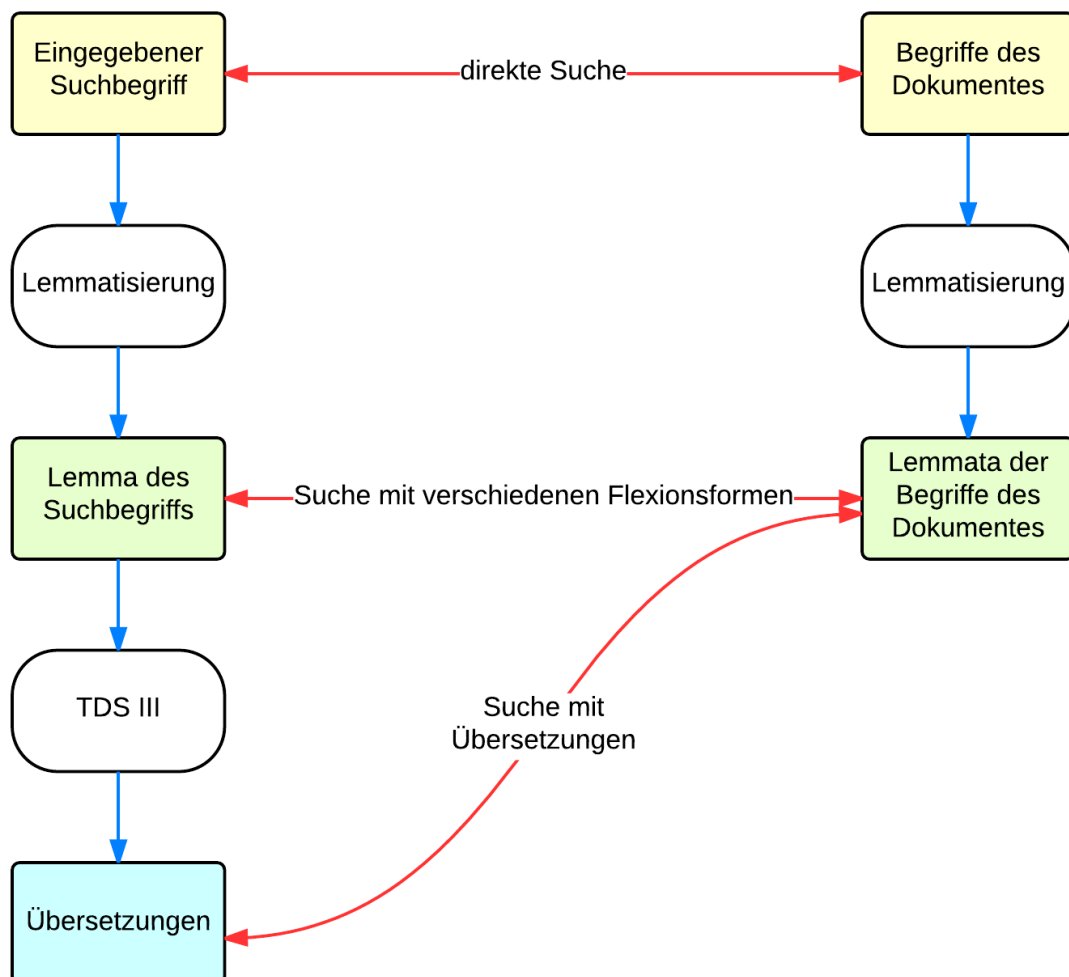 Eingegebener
Suchbegriff
direkte Suche
Begriffe des
Dokumentes
Lemmatisierung
Lemmatisierung
Lemma des
Suchbegriffs
Suche mit verschiedenen Flexionsformen
Lemmata der
Begriffe des
Dokumentes
TDS III
Suche mit
Übersetzungen
Übersetzungen